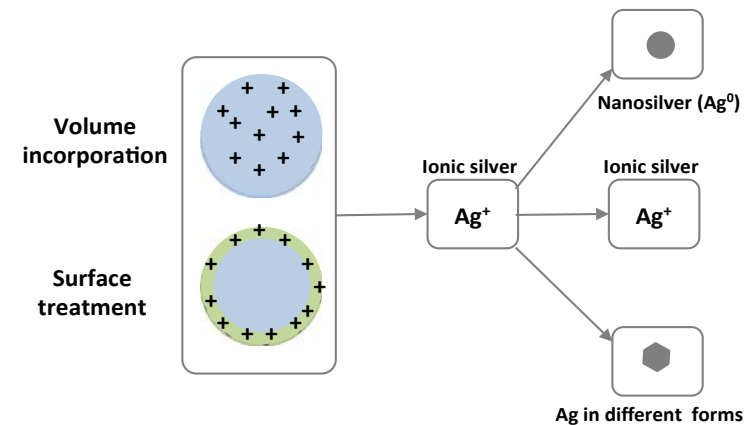 Volume
incorporation
Surface
treatment
+ + + + + + + + + + + +
+ + + + + + + + + + + + +
Ionic silver
Ag⁺
Nanosilver (Ag⁰)
Ionic silver
Ag⁺
Ag in different forms